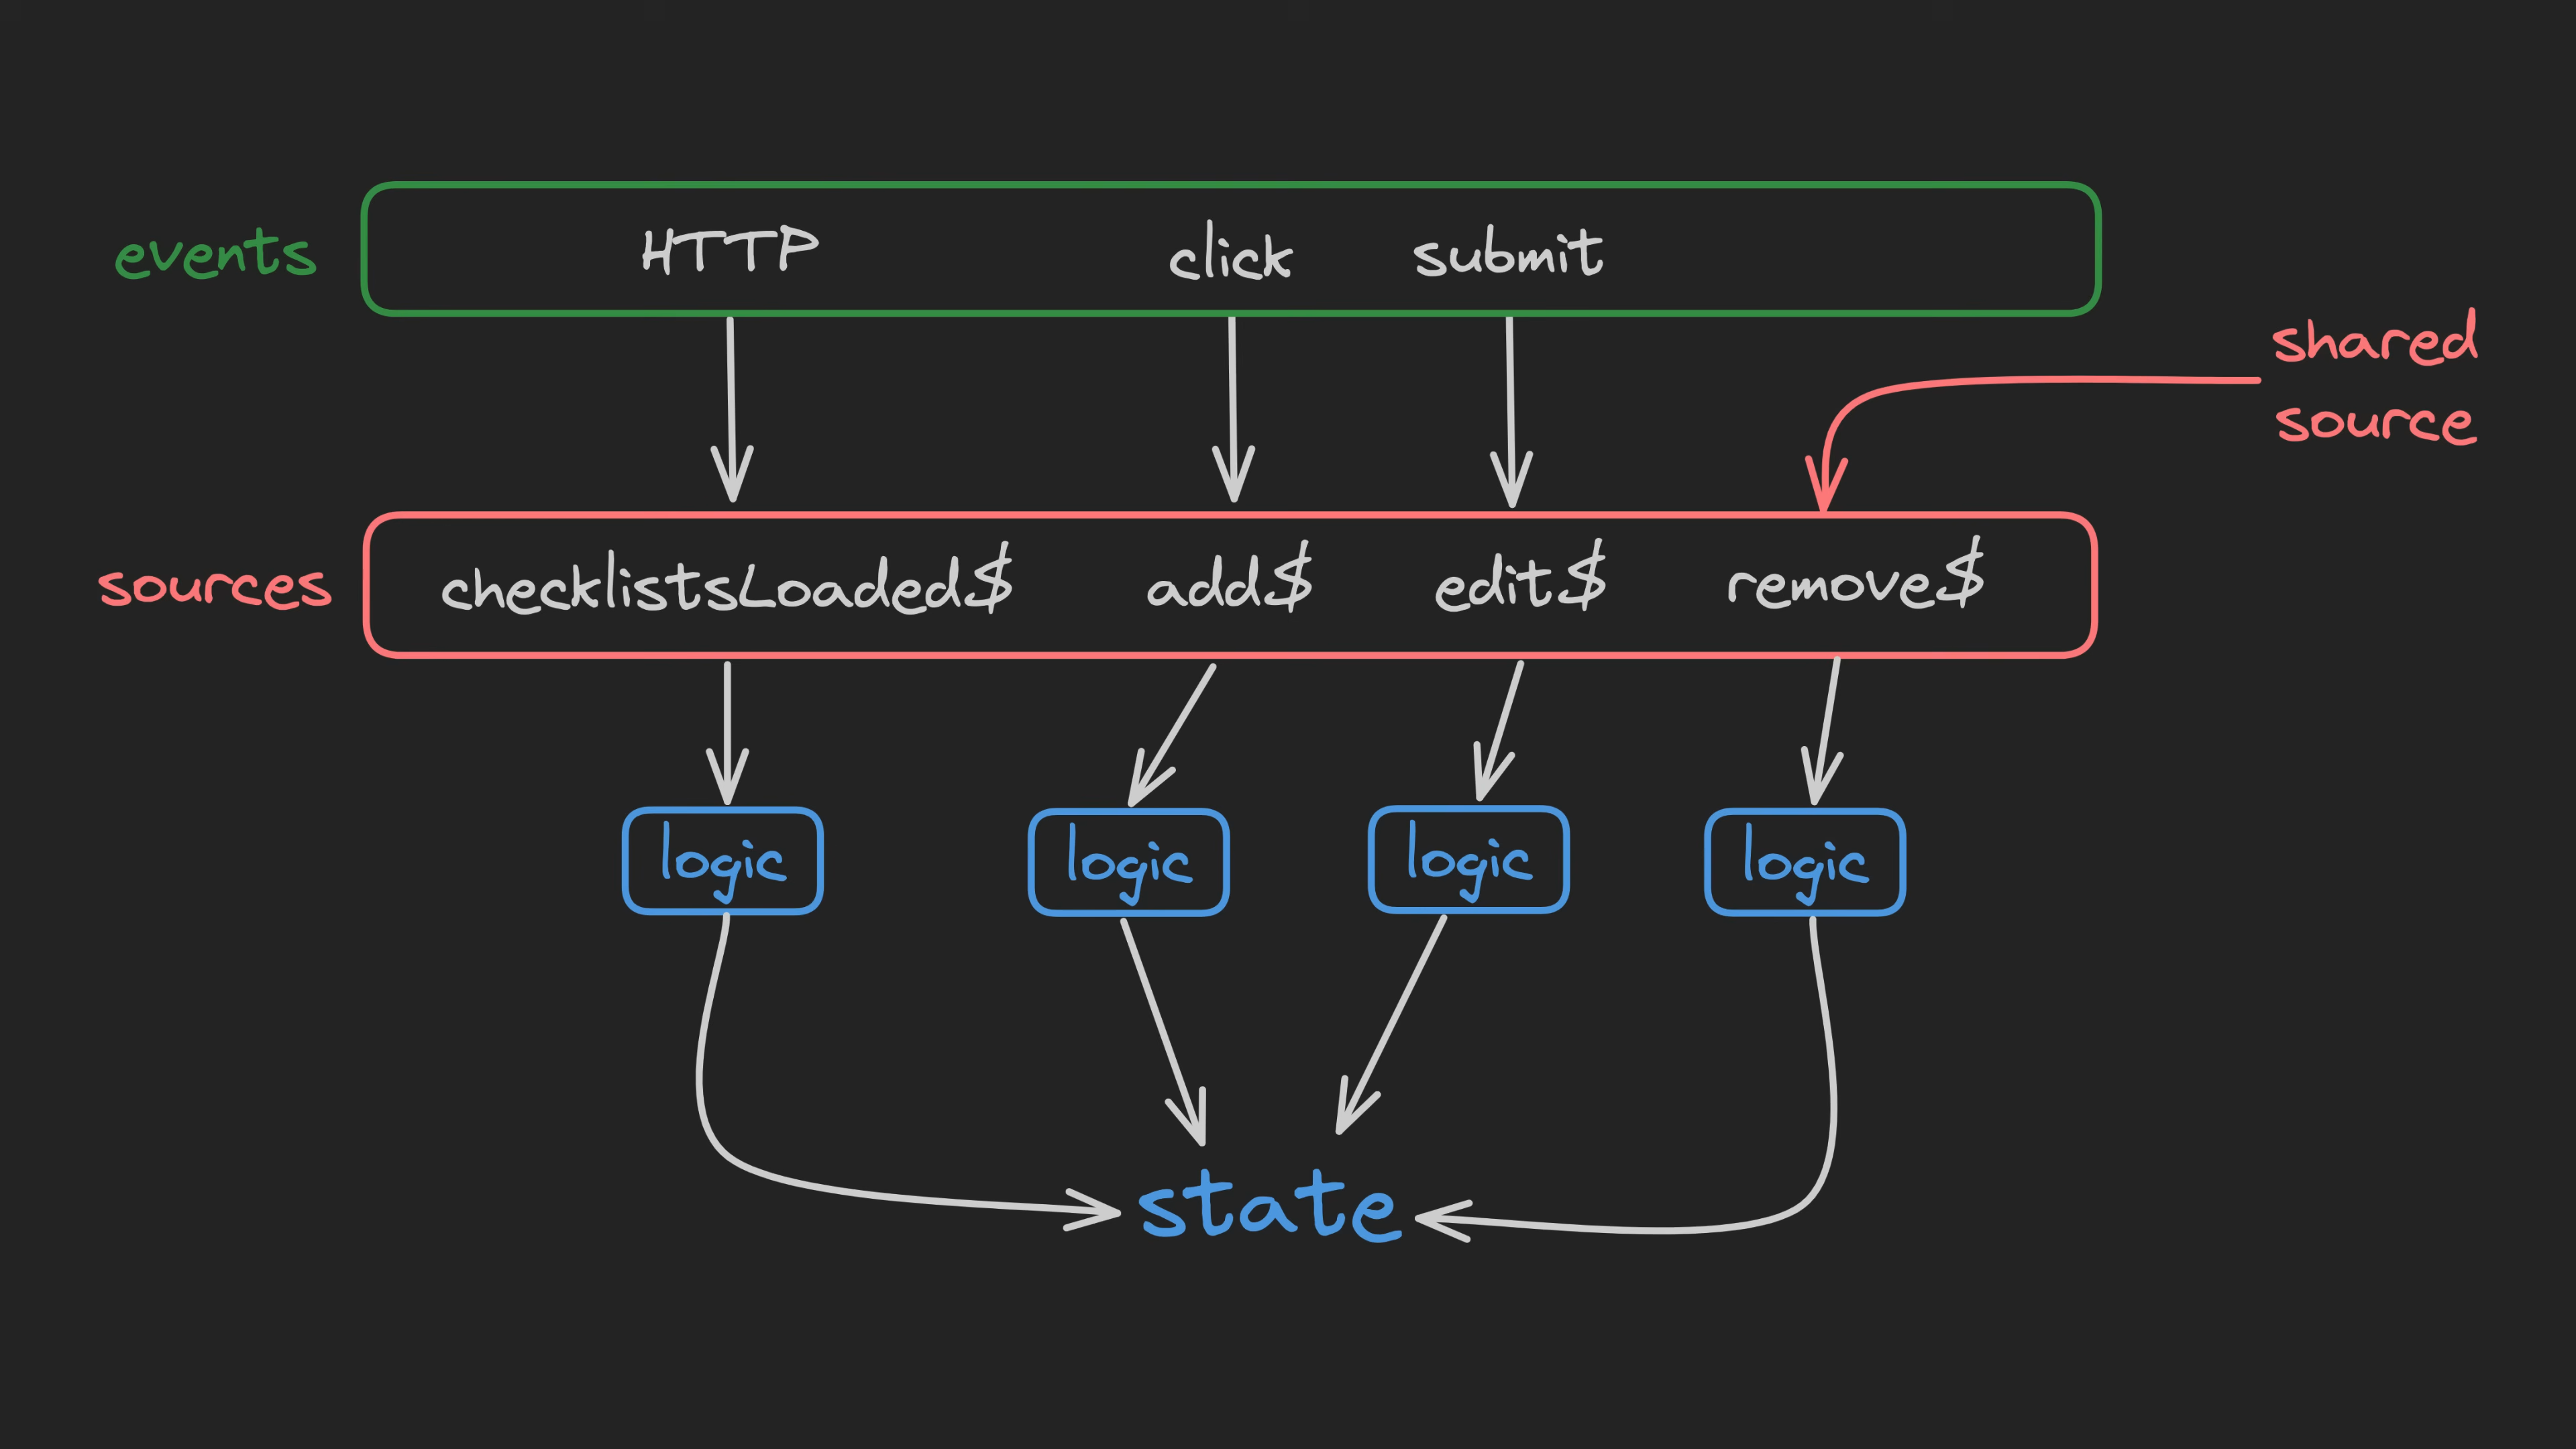 events
HTTP click submit
shared
source
sources
checklistsLoaded$ add$ edit$ remove$
logic logic logic logic
state